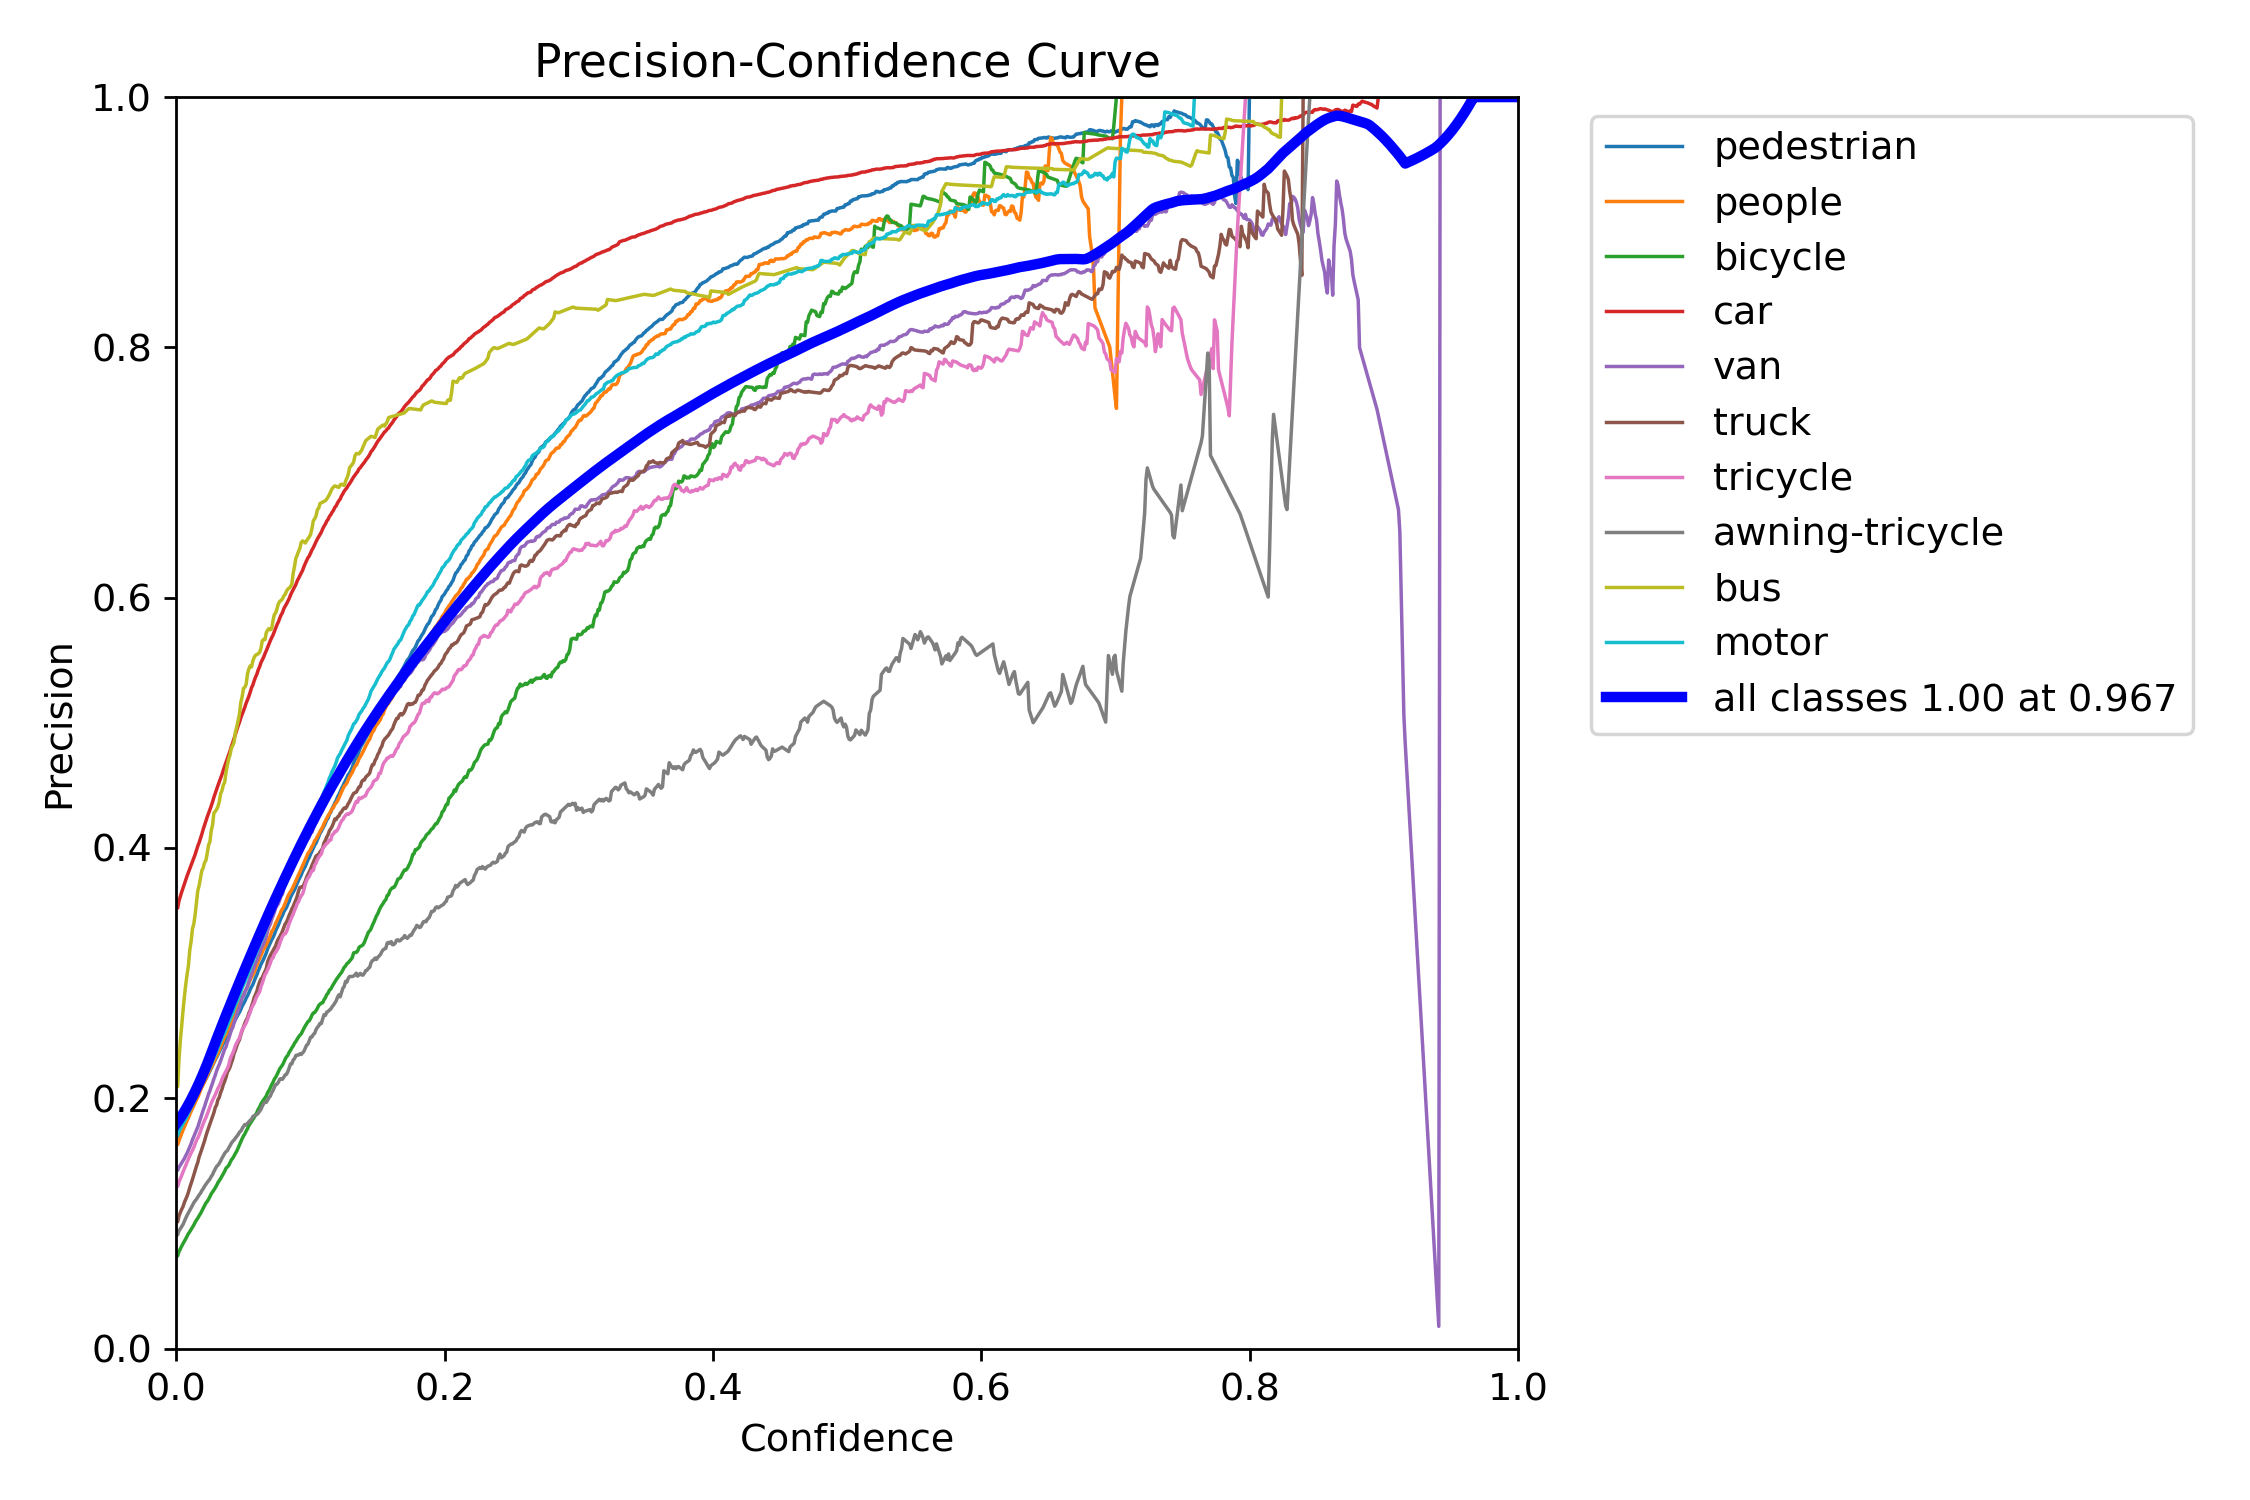 Precision-Confidence Curve
1.0
0.8
0.6
0.4
0.2
0.0
Precision
0.0 0.2 0.4 0.6 0.8 1.0
Confidence
pedestrian
people
bicycle
car
van
truck
tricycle
awning-tricycle
bus
motor
all classes 1.00 at 0.967